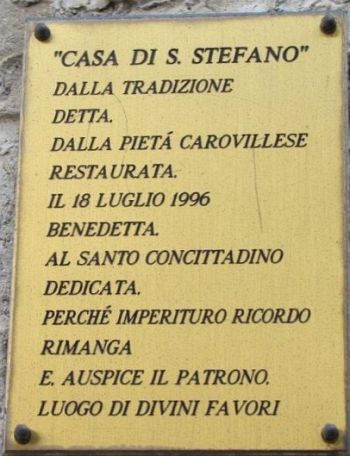 "CASA DI S. STEFANO"
DALLA TRADIZIONE
DETTA.
DALLA PIETÁ CAROVILLESE
RESTAURATA.
IL 18 LUGLIO 1996
BENEDETTA.
AL SANTO CONCITTADINO
DEDICATA.
PERCHÉ IMPERITURO RICORDO
RIMANGA
E. AUSPICE IL PATRONO.
LUOGO DI DIVINI FAVORI